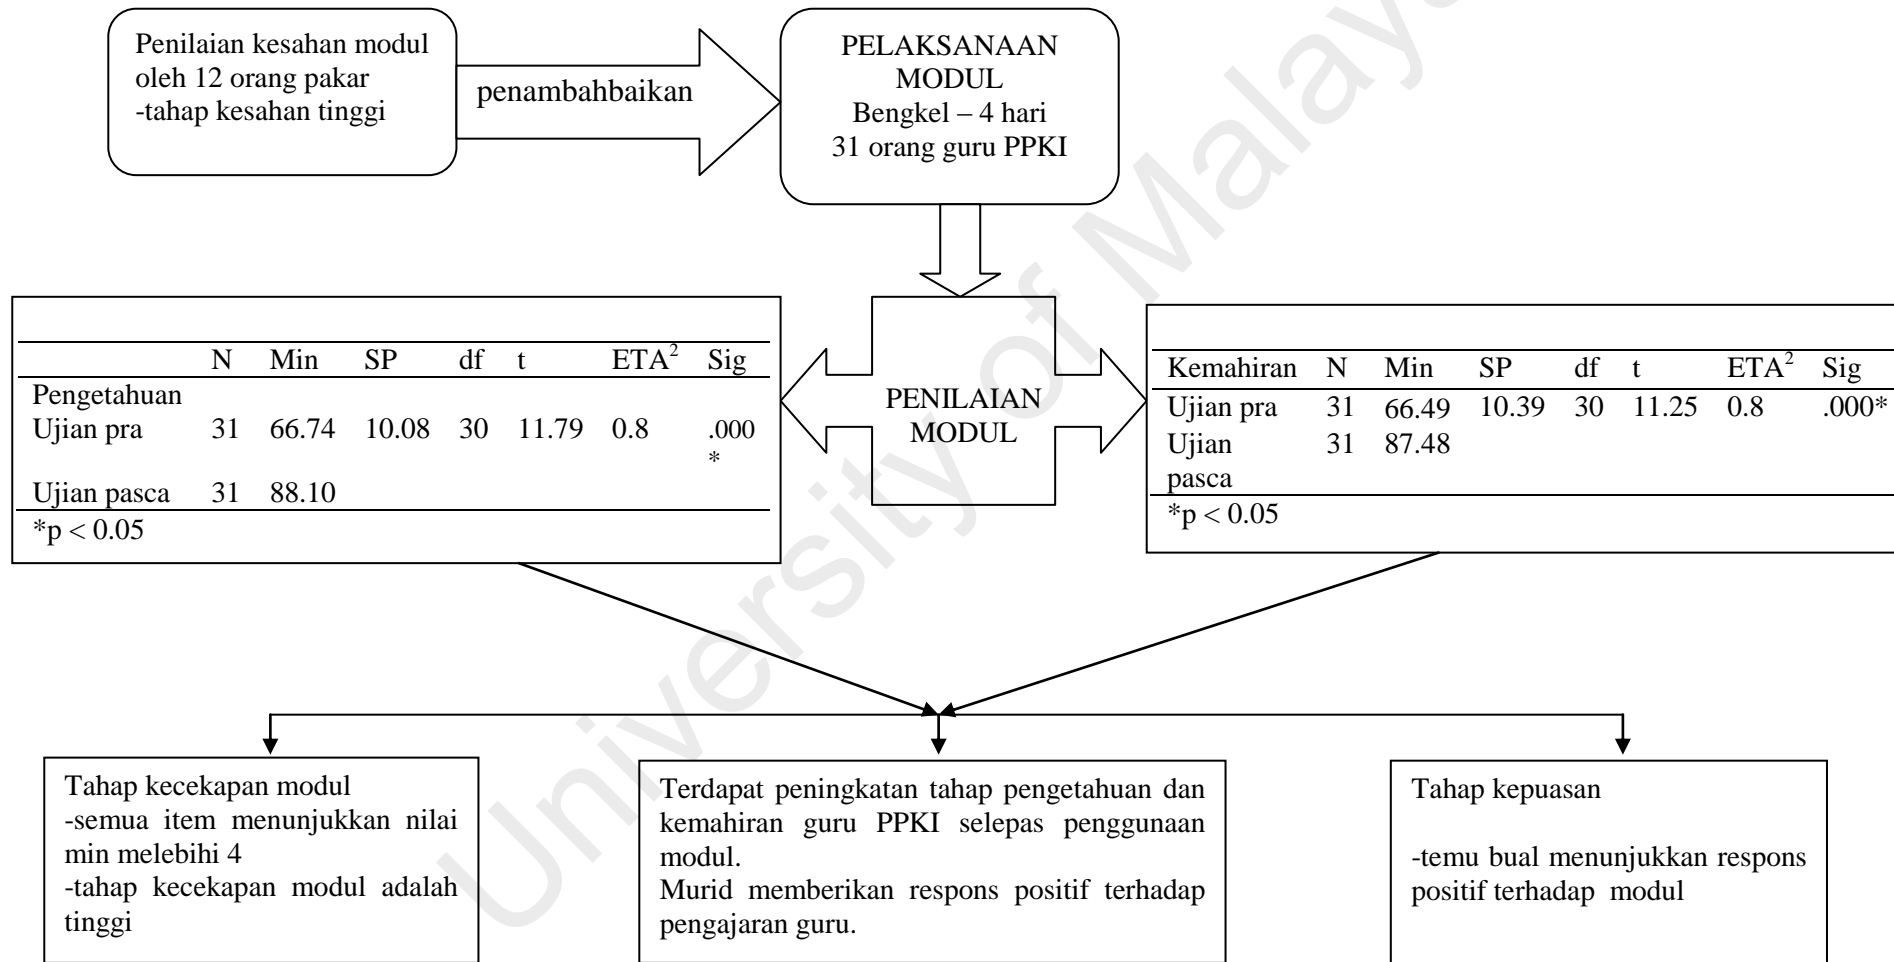 Penilaian kesahan modul
oleh 12 orang pakar
-tahap kesahan tinggi
penambahbaikan
PELAKSANAAN
MODUL
Bengkel – 4 hari
31 orang guru PPKI
N Min SP df t ETA² Sig
Pengetahuan
Ujian pra 31 66.74 10.08 30 11.79 0.8 .000
*
Ujian pasca 31 88.10
*p < 0.05
PENILAIAN
MODUL
Kemahiran N Min SP df t ETA² Sig
Ujian pra 31 66.49 10.39 30 11.25 0.8 .000*
Ujian 31 87.48
pasca
*p < 0.05
Tahap kecekapan modul
-semua item menunjukkan nilai
min melebihi 4
-tahap kecekapan modul adalah
tinggi
Terdapat peningkatan tahap pengetahuan dan
kemahiran guru PPKI selepas penggunaan
modul.
Murid memberikan respons positif terhadap
pengajaran guru.
Tahap kepuasan
-temu bual menunjukkan respons
positif terhadap modul
University of Malaya